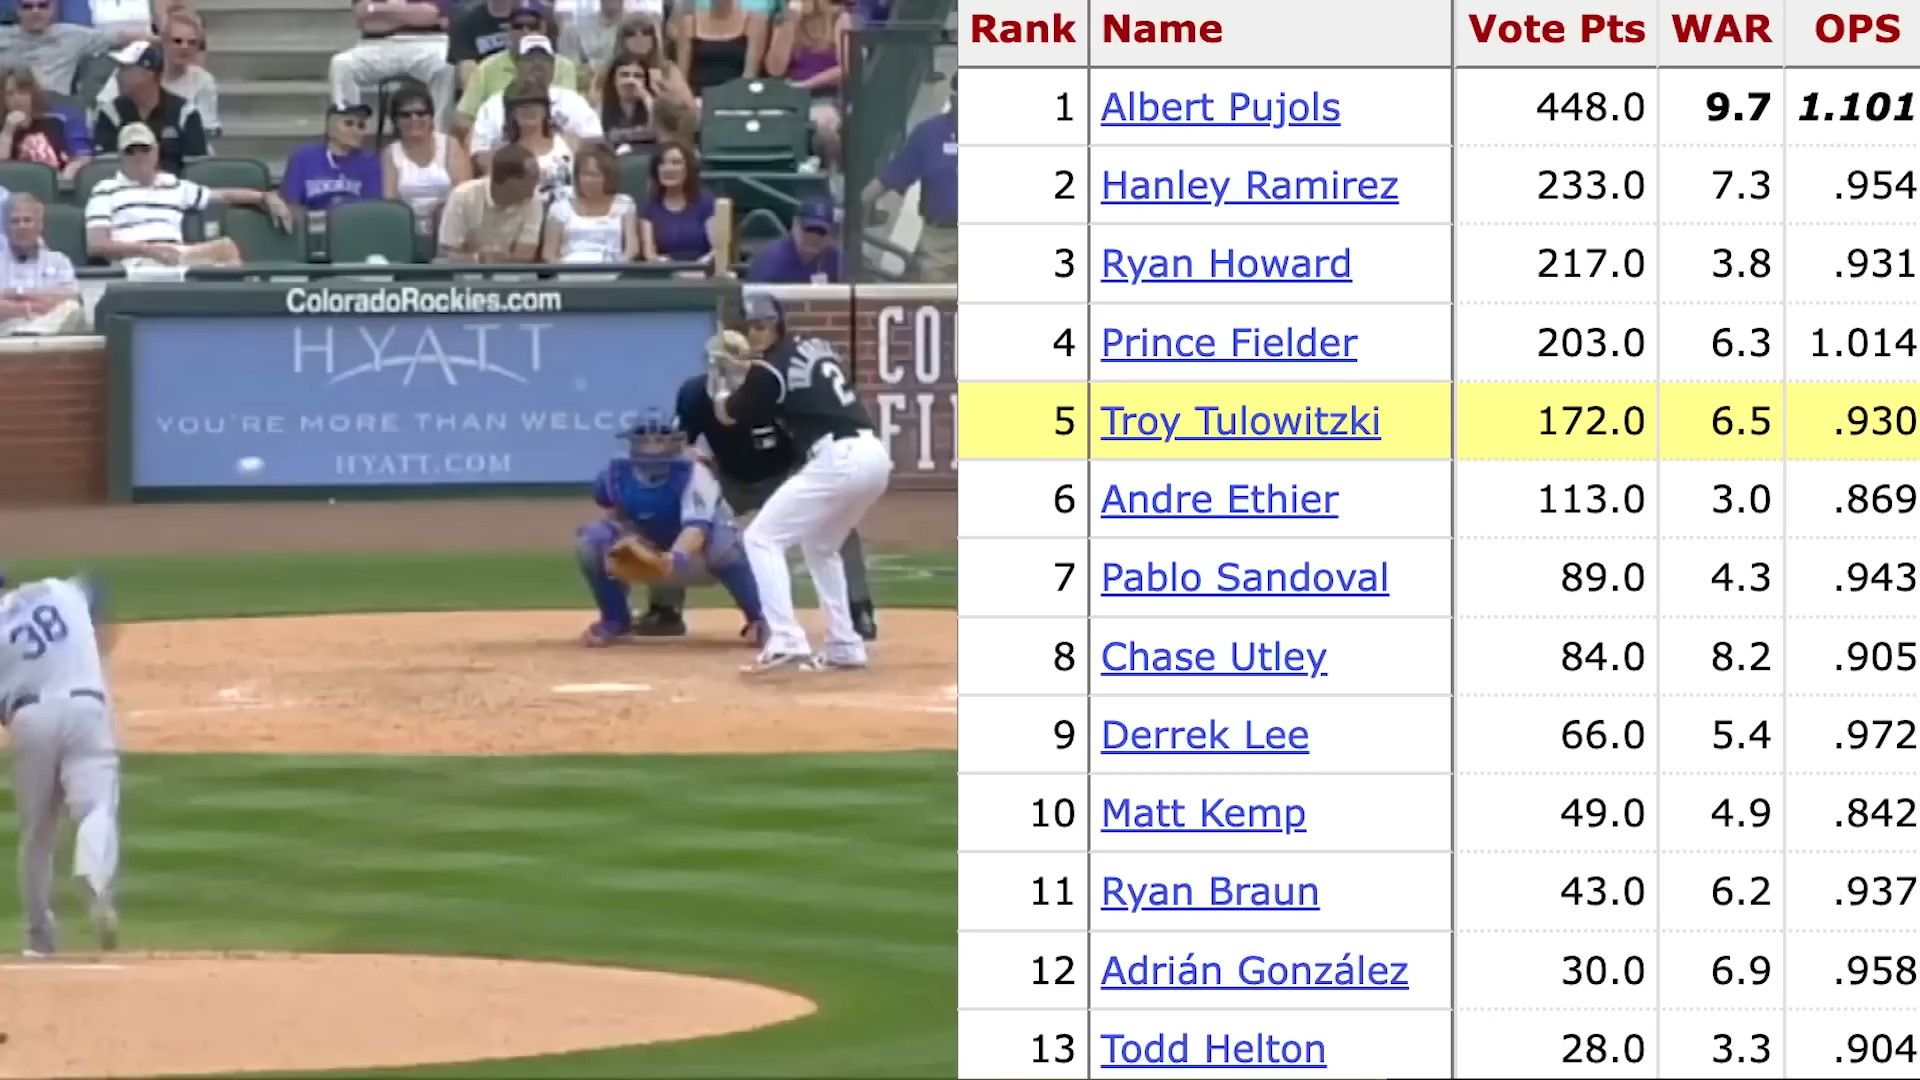 ColoradoRockies.com
HYATT
YOU'RE MORE THAN WELCO
HYATT.COM
CO
FI
2
38
Rank Name Vote Pts WAR OPS
1 Albert Pujols 448.0 9.7 1.101
2 Hanley Ramirez 233.0 7.3 .954
3 Ryan Howard 217.0 3.8 .931
4 Prince Fielder 203.0 6.3 1.014
5 Troy Tulowitzki 172.0 6.5 .930
6 Andre Ethier 113.0 3.0 .869
7 Pablo Sandoval 89.0 4.3 .943
8 Chase Utley 84.0 8.2 .905
9 Derrek Lee 66.0 5.4 .972
10 Matt Kemp 49.0 4.9 .842
11 Ryan Braun 43.0 6.2 .937
12 Adrián González 30.0 6.9 .958
13 Todd Helton 28.0 3.3 .904